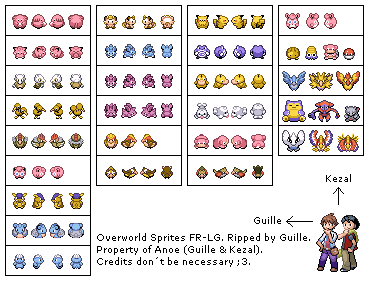 Kezal
Guille
Overworld Sprites FR-LG. Ripped by Guille.
Property of Anoe (Guille & Kezal).
Credits don´t be necessary ;3.